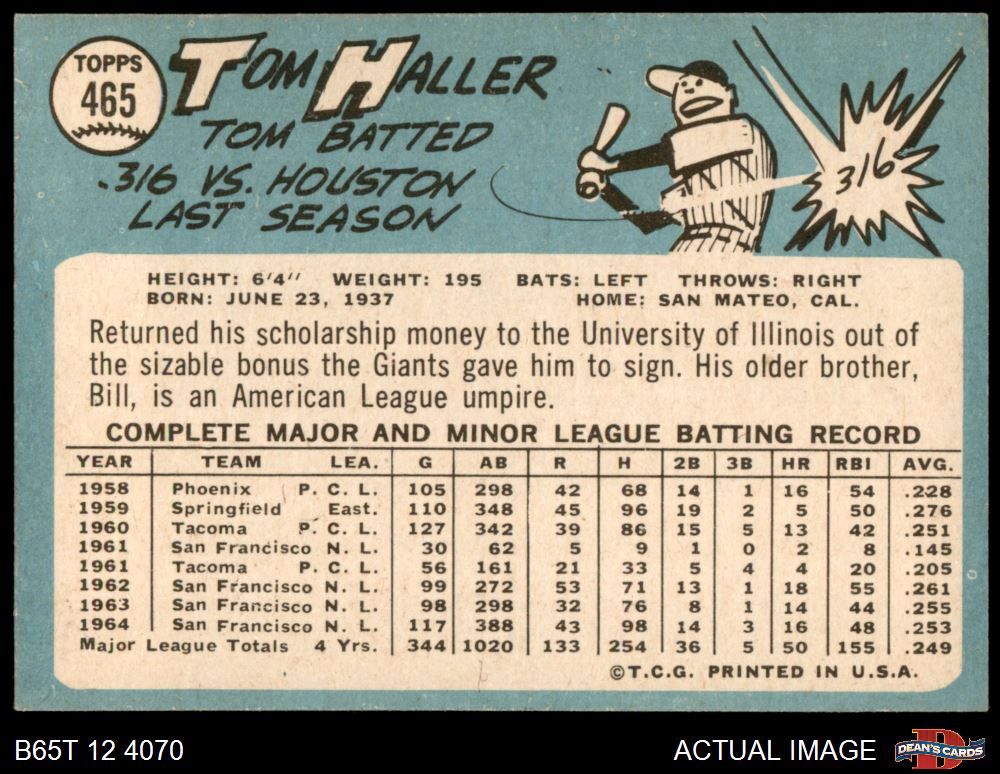 TOPPS
465
TOM HALLER
TOM BATTED
.316 VS. HOUSTON
LAST SEASON
316
HEIGHT: 6'4" WEIGHT: 195 BATS: LEFT THROWS: RIGHT
BORN: JUNE 23, 1937 HOME: SAN MATEO, CAL.
Returned his scholarship money to the University of Illinois out of
the sizable bonus the Giants gave him to sign. His older brother,
Bill, is an American League umpire.
COMPLETE MAJOR AND MINOR LEAGUE BATTING RECORD
YEAR TEAM LEA. G AB R H 2B 3B HR RBI AVG.
1958 Phoenix P. C. L. 105 298 42 68 14 1 16 54 .228
1959 Springfield East. 110 348 45 96 19 2 5 50 .276
1960 Tacoma P. C. L. 127 342 39 86 15 5 13 42 .251
1961 San Francisco N. L. 30 62 5 9 1 0 2 8 .145
1961 Tacoma P. C. L. 56 161 21 33 5 4 4 20 .205
1962 San Francisco N. L. 99 272 53 71 13 1 18 55 .261
1963 San Francisco N. L. 98 298 32 76 8 1 14 44 .255
1964 San Francisco N. L. 117 388 43 98 14 3 16 48 .253
Major League Totals 4 Yrs. 344 1020 133 254 36 5 50 155 .249
©T.C.G. PRINTED IN U.S.A.
B65T 12 4070 ACTUAL IMAGE D DEAN'S CARDS